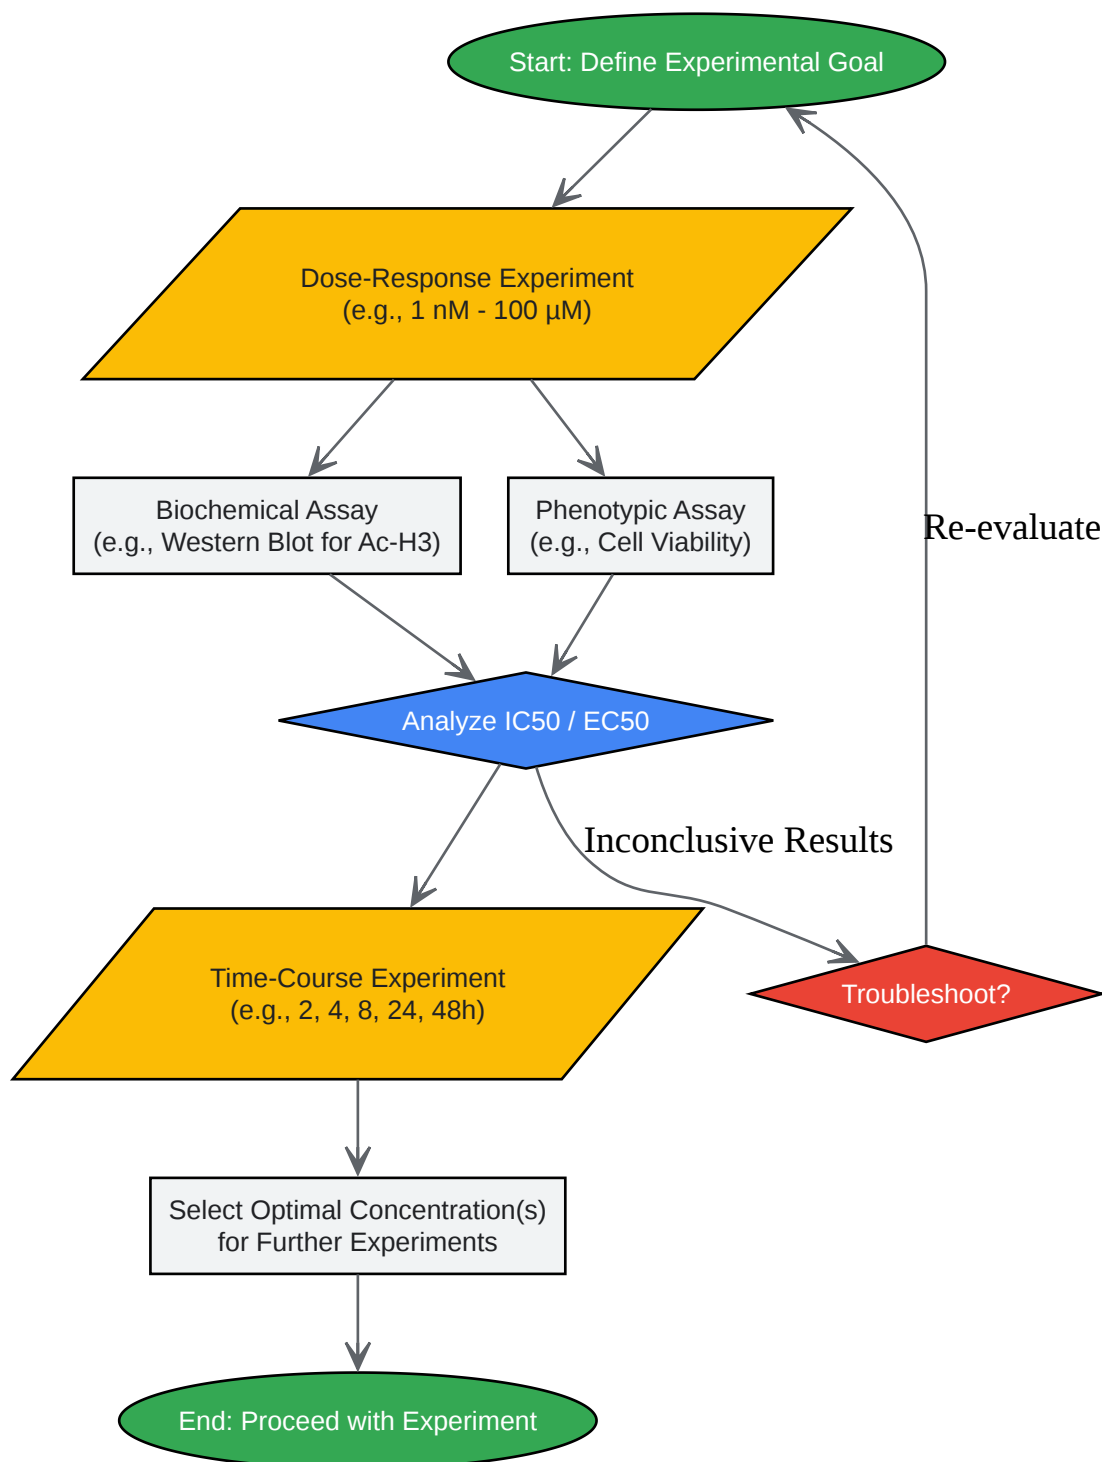 Start: Define Experimental Goal
Dose-Response Experiment
(e.g., 1 nM - 100 µM)
Biochemical Assay
(e.g., Western Blot for Ac-H3)
Phenotypic Assay
(e.g., Cell Viability)
Re-evaluate
Analyze IC50 / EC50
Inconclusive Results
Time-Course Experiment
(e.g., 2, 4, 8, 24, 48h)
Troubleshoot?
Select Optimal Concentration(s)
for Further Experiments
End: Proceed with Experiment